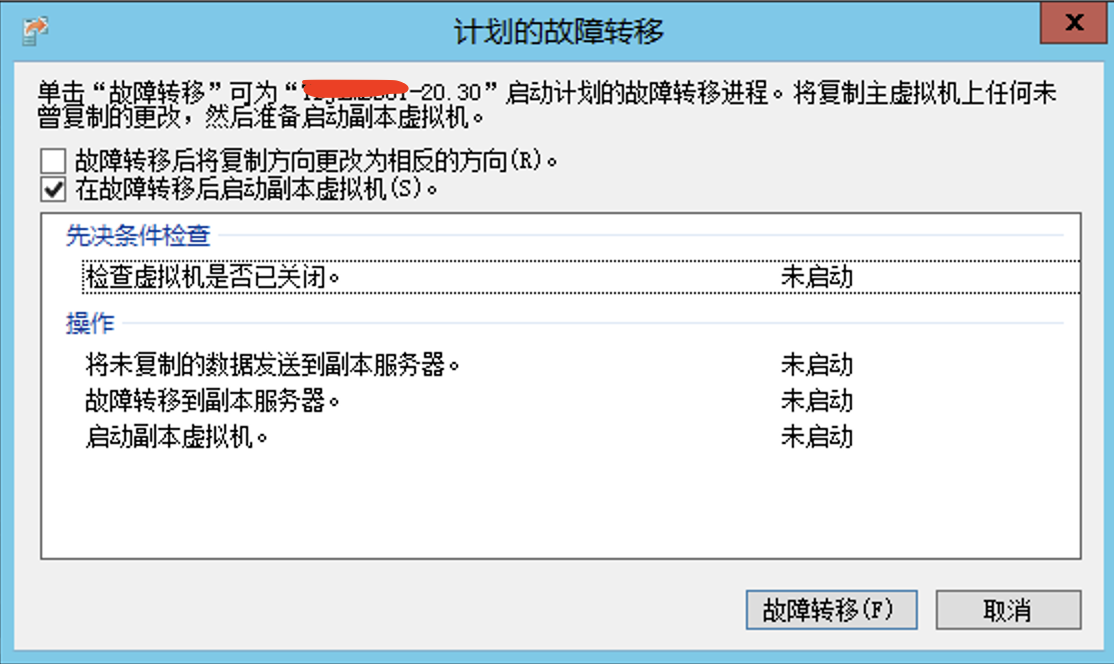 计划的故障转移
X
单击“故障转移”可为“-20.30”启动计划的故障转移进程。将复制主虚拟机上任何未
曾复制的更改，然后准备启动副本虚拟机。
故障转移后将复制方向更改为相反的方向(R)。
在故障转移后启动副本虚拟机(S)。
先决条件检查
检查虚拟机是否已关闭。 未启动
操作
将未复制的数据发送到副本服务器。 未启动
故障转移到副本服务器。 未启动
启动副本虚拟机。 未启动
故障转移(F) 取消